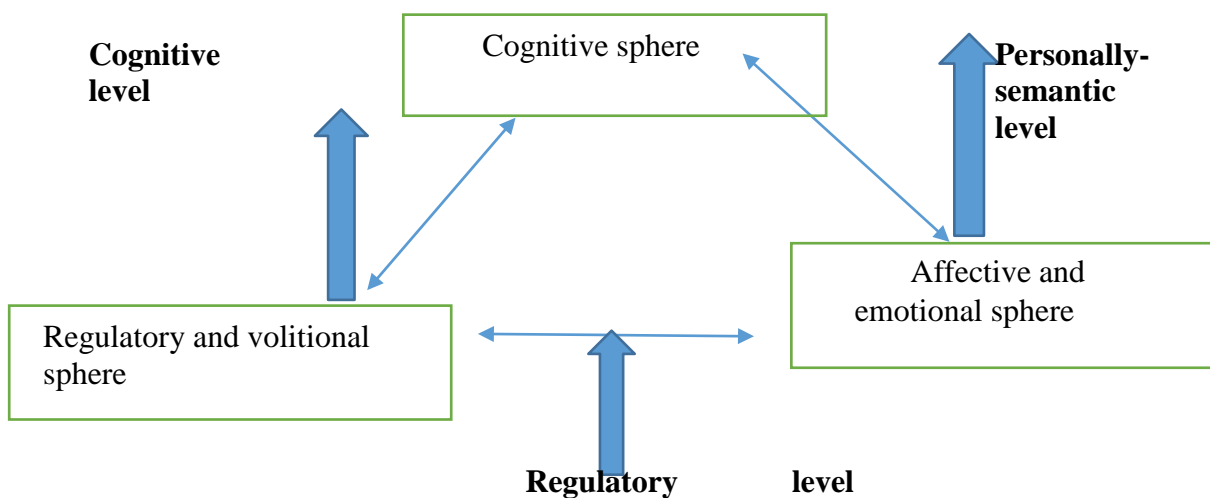 Cognitive
level
Cognitive sphere
Personally-
semantic
level
Regulatory and volitional
sphere
Affective and
emotional sphere
Regulatory level